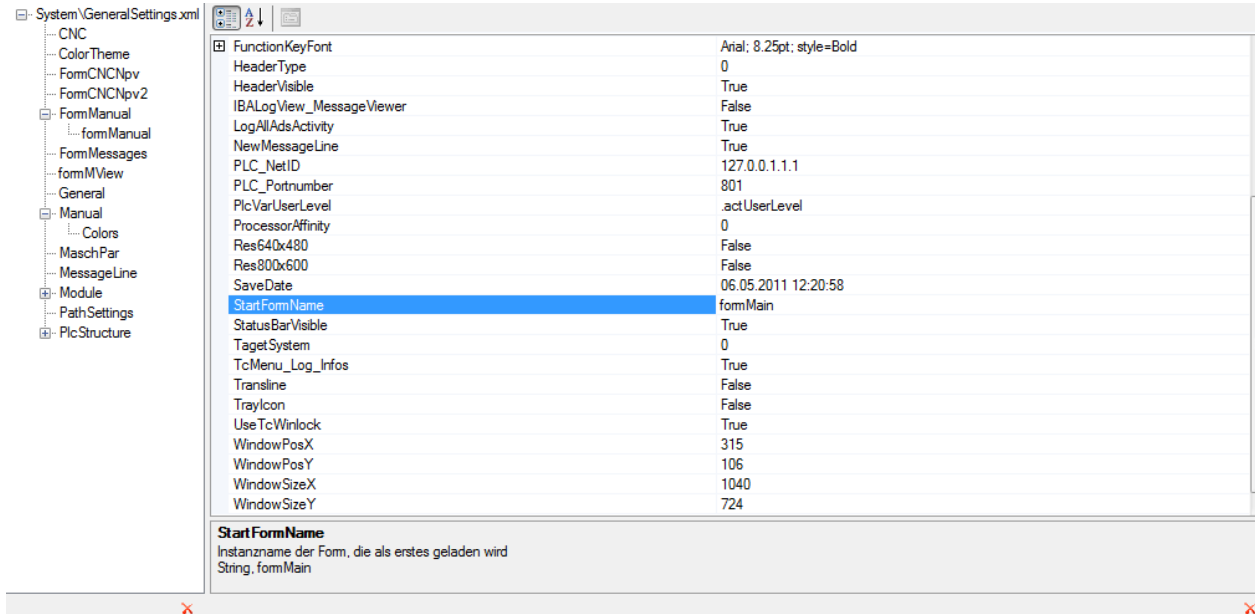 System\GeneralSettings.xml
CNC
ColorTheme
FormCNCNpv
FormCNCNpv2
FormManual
formManual
FormMessages
formMView
General
Manual
Colors
MaschPar
MessageLine
Module
PathSettings
PlcStructure
FunctionKeyFont Arial; 8.25pt; style=Bold
HeaderType 0
HeaderVisible True
IBALogView_MessageViewer False
LogAllAdsActivity True
NewMessageLine True
PLC_NetID 127.0.0.1.1.1
PLC_Portnumber 801
PlcVarUserLevel .actUserLevel
ProcessorAffinity 0
Res640x480 False
Res800x600 False
SaveDate 06.05.2011 12:20:58
StartFormName formMain
StatusBarVisible True
TagetSystem 0
TcMenu_Log_Infos True
Transline False
TrayIcon False
UseTcWinlock True
WindowPosX 315
WindowPosY 106
WindowSizeX 1040
WindowSizeY 724
StartFormName
Instanzname der Form, die als erstes geladen wird
String, formMain